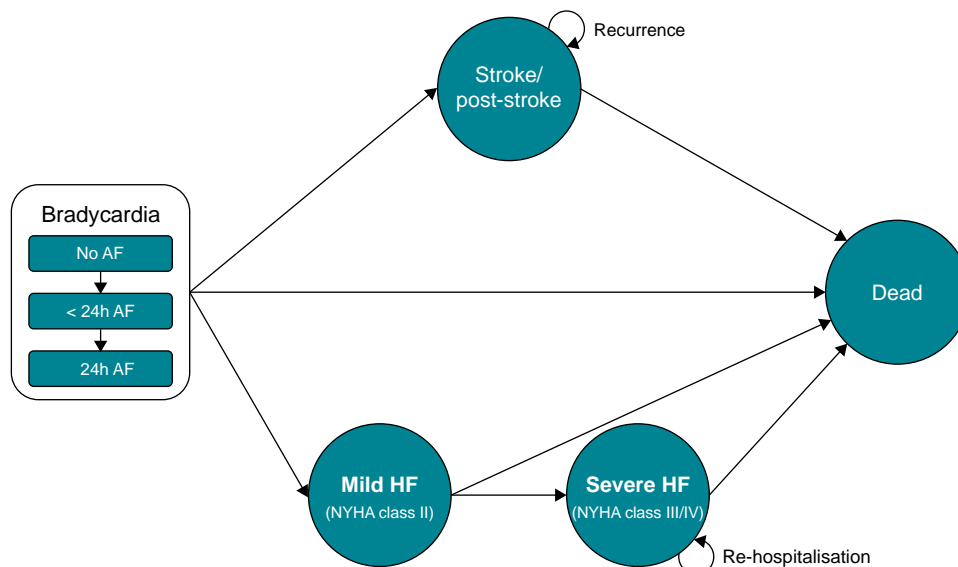 Recurrence
Stroke/
post-stroke
Bradycardia
No AF
< 24h AF
24h AF
Dead
Mild HF
(NYHA class II)
Severe HF
(NYHA class III/IV)
Re-hospitalisation